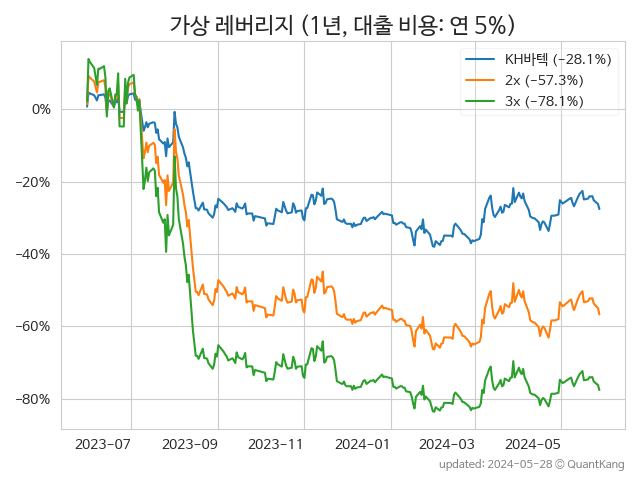 가상 레버리지 (1년, 대출 비용: 연 5%)
KH바텍 (−28.1%)
2x (−57.3%)
3x (−78.1%)
0%
−20%
−40%
−60%
−80%
2023-07 2023-09 2023-11 2024-01 2024-03 2024-05
updated: 2024-05-28 © QuantKang